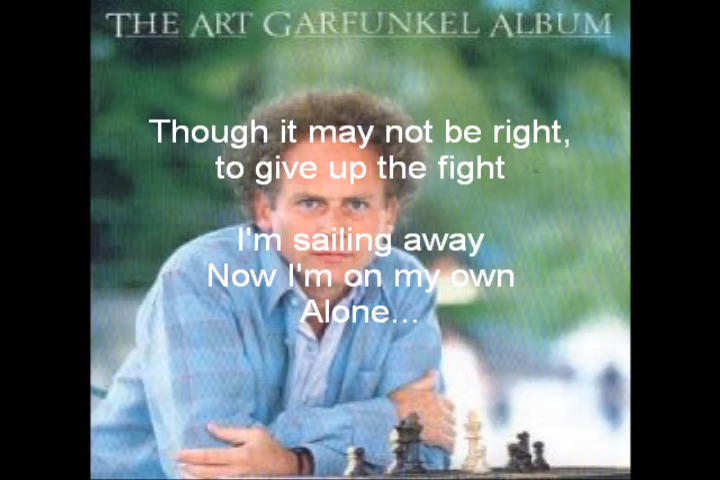 THE ART GARFUNKEL ALBUM
Though it may not be right,
to give up the fight
I'm sailing away
Now I'm on my own
Alone...